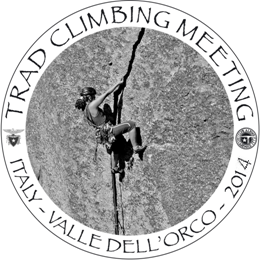 TRAD CLIMBING MEETING
ITALY - VALLE DELL'ORCO - 2014